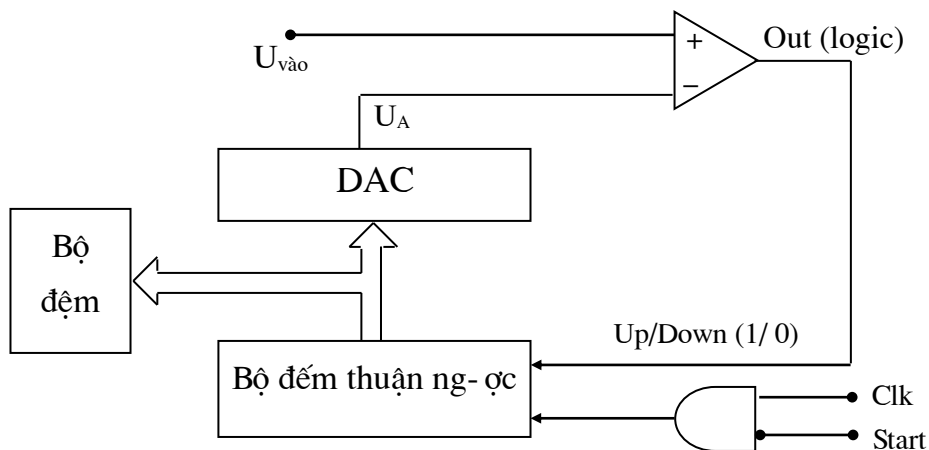 +
Out (logic)
Uvào
−
UA
DAC
Bộ
đệm
Up/Down (1/ 0)
Bộ đếm thuận ng- ợc
Clk
Start